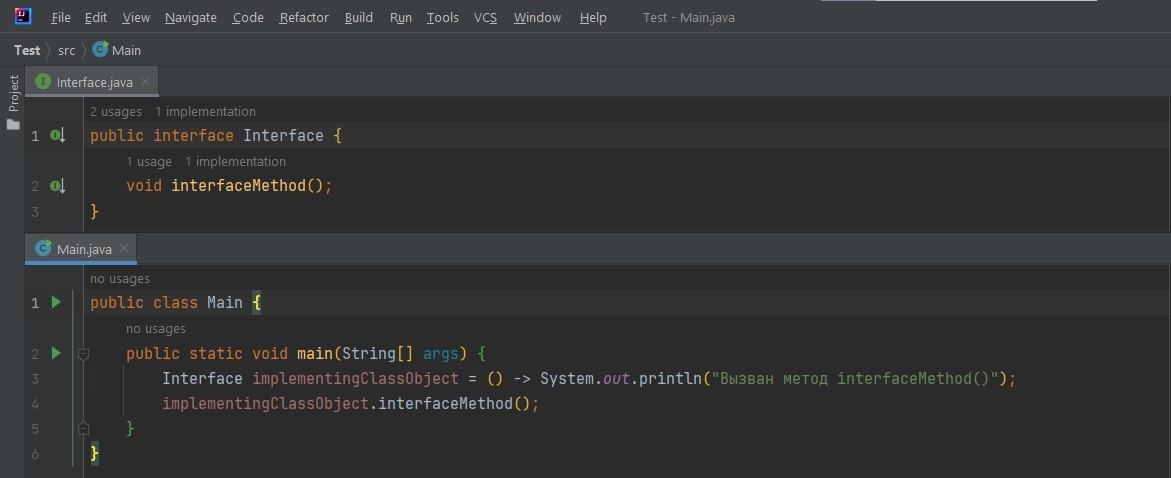 File Edit View Navigate Code Refactor Build Run Tools VCS Window Help Test - Main.java
Test src Main
Project
Interface.java
2 usages 1 implementation
1 public interface Interface {
1 usage 1 implementation
2 void interfaceMethod();
3 }
Main.java
no usages
1 public class Main {
no usages
2 public static void main(String[] args) {
3 Interface implementingClassObject = () -> System.out.println("Вызван метод interfaceMethod()");
4 implementingClassObject.interfaceMethod();
5 }
6 }